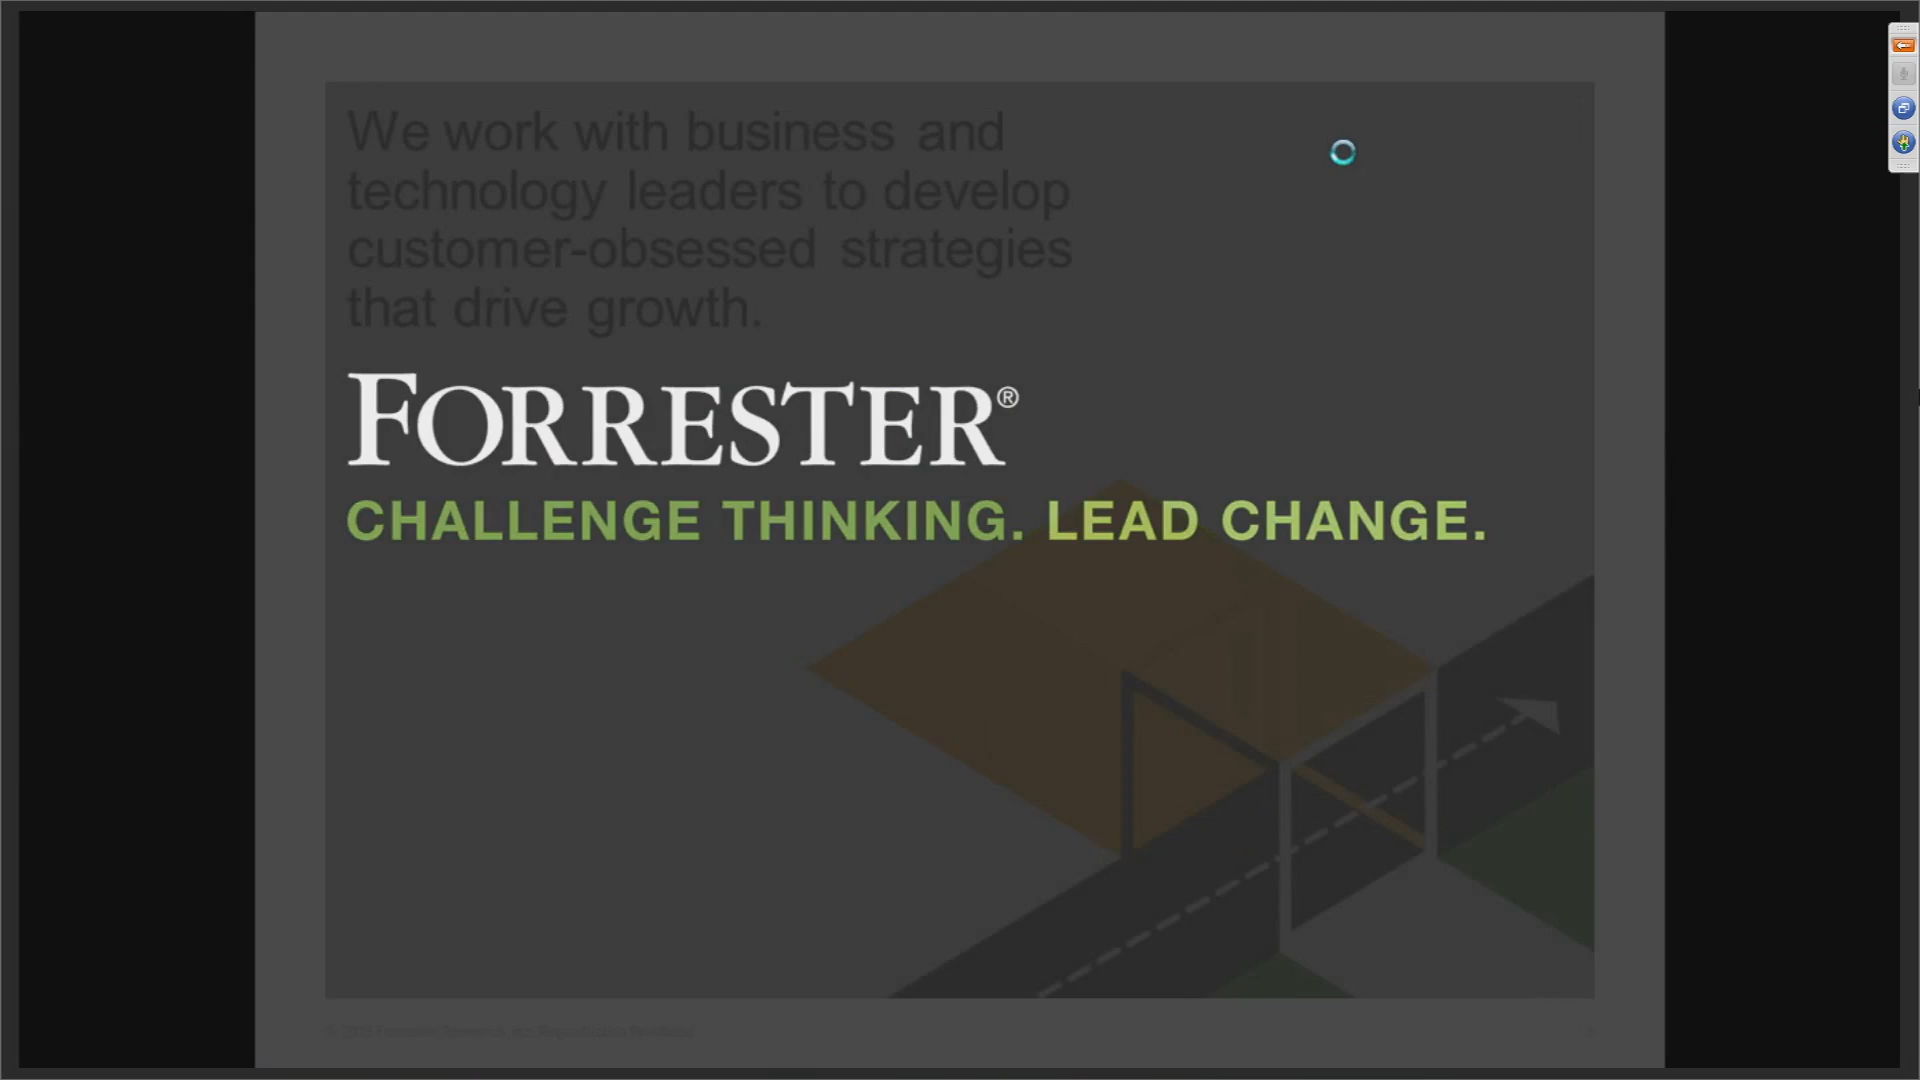 We work with business and
technology leaders to develop
customer-obsessed strategies
that drive growth.
FORRESTER®
CHALLENGE THINKING. LEAD CHANGE.